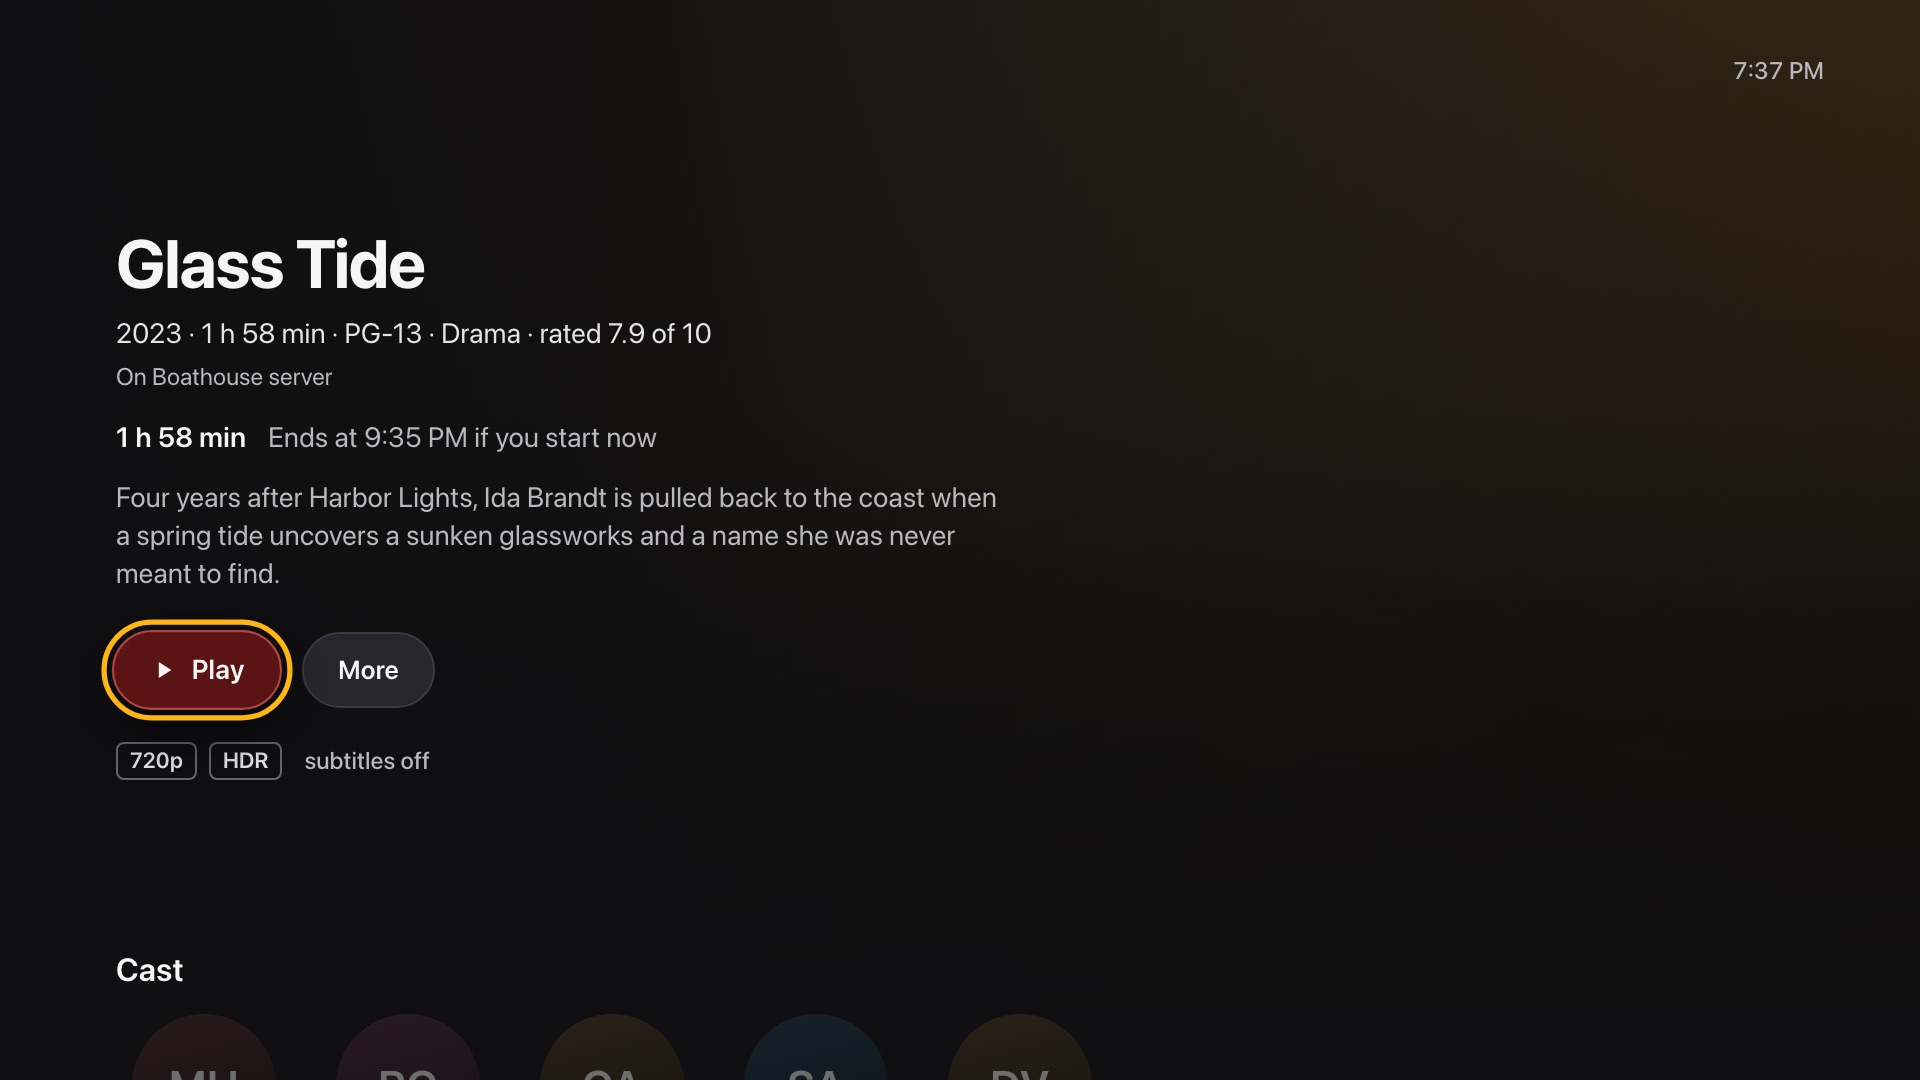 7:37 PM
Glass Tide
2023 · 1 h 58 min · PG-13 · Drama · rated 7.9 of 10
On Boathouse server
1 h 58 min Ends at 9:35 PM if you start now
Four years after Harbor Lights, Ida Brandt is pulled back to the coast when
a spring tide uncovers a sunken glassworks and a name she was never
meant to find.
Play More
720p HDR subtitles off
Cast